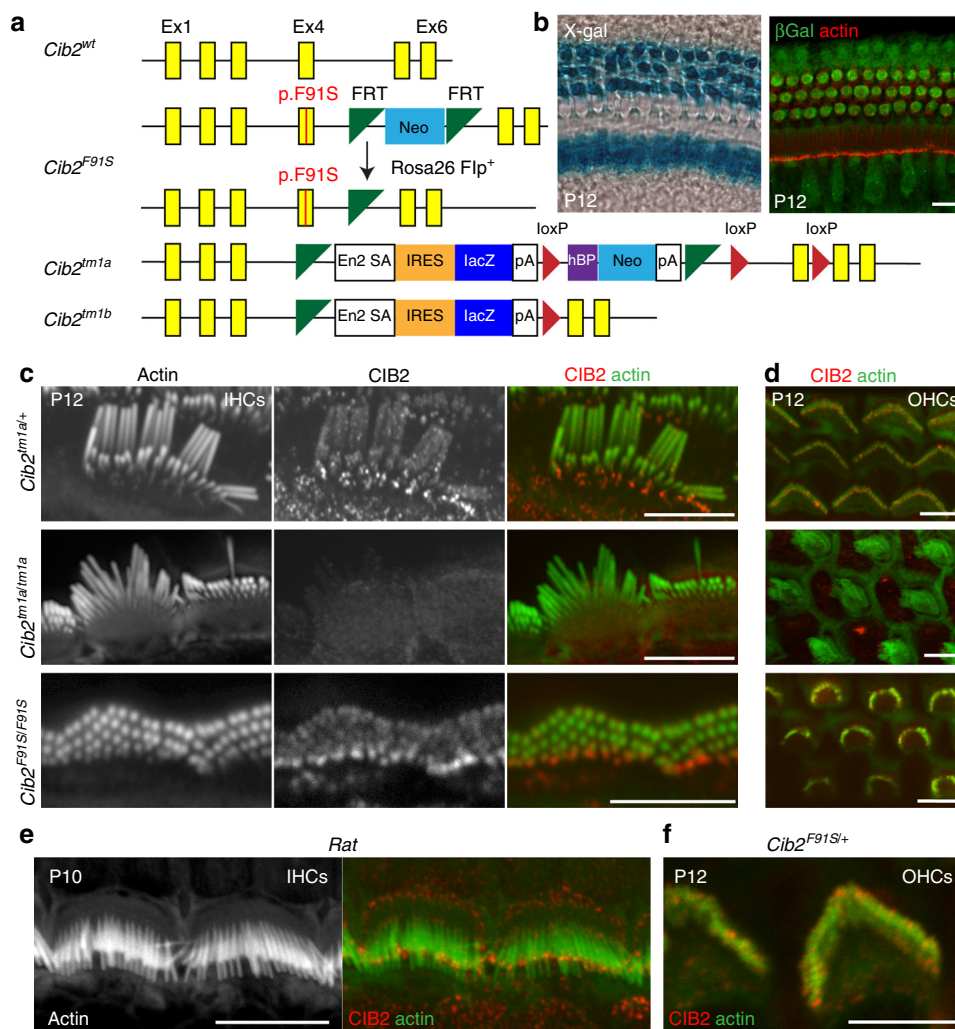 a
Ex1 Ex4 Ex6
Cib2wt
p.F91S FRT FRT
Neo
Cib2F91S
Rosa26 Flp+
p.F91S
loxP loxP loxP
Cib2tm1a
En2 SA IRES lacZ pA hBP Neo pA
Cib2tm1b
En2 SA IRES lacZ pA
b
X-gal
P12
βGal actin
P12
c
Actin CIB2 CIB2 actin
P12 IHCs
Cib2tm1a/+
Cib2tm1a/tm1a
Cib2F91S/F91S
d
CIB2 actin
P12 OHCs
e
Rat
P10 IHCs
Actin
CIB2 actin
f
Cib2F91S/+
P12 OHCs
CIB2 actin